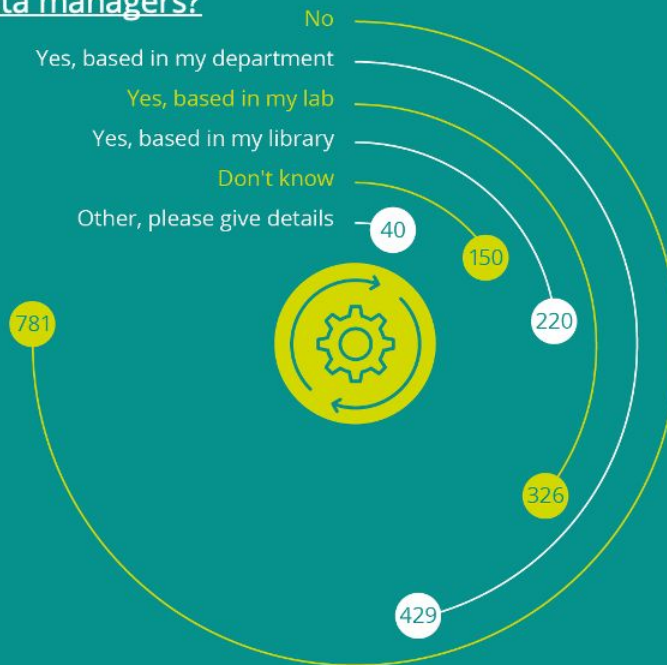 managers?
No
Yes, based in my department
Yes, based in my lab
Yes, based in my library
Don't know
Other, please give details
40
150
781
220
326
429